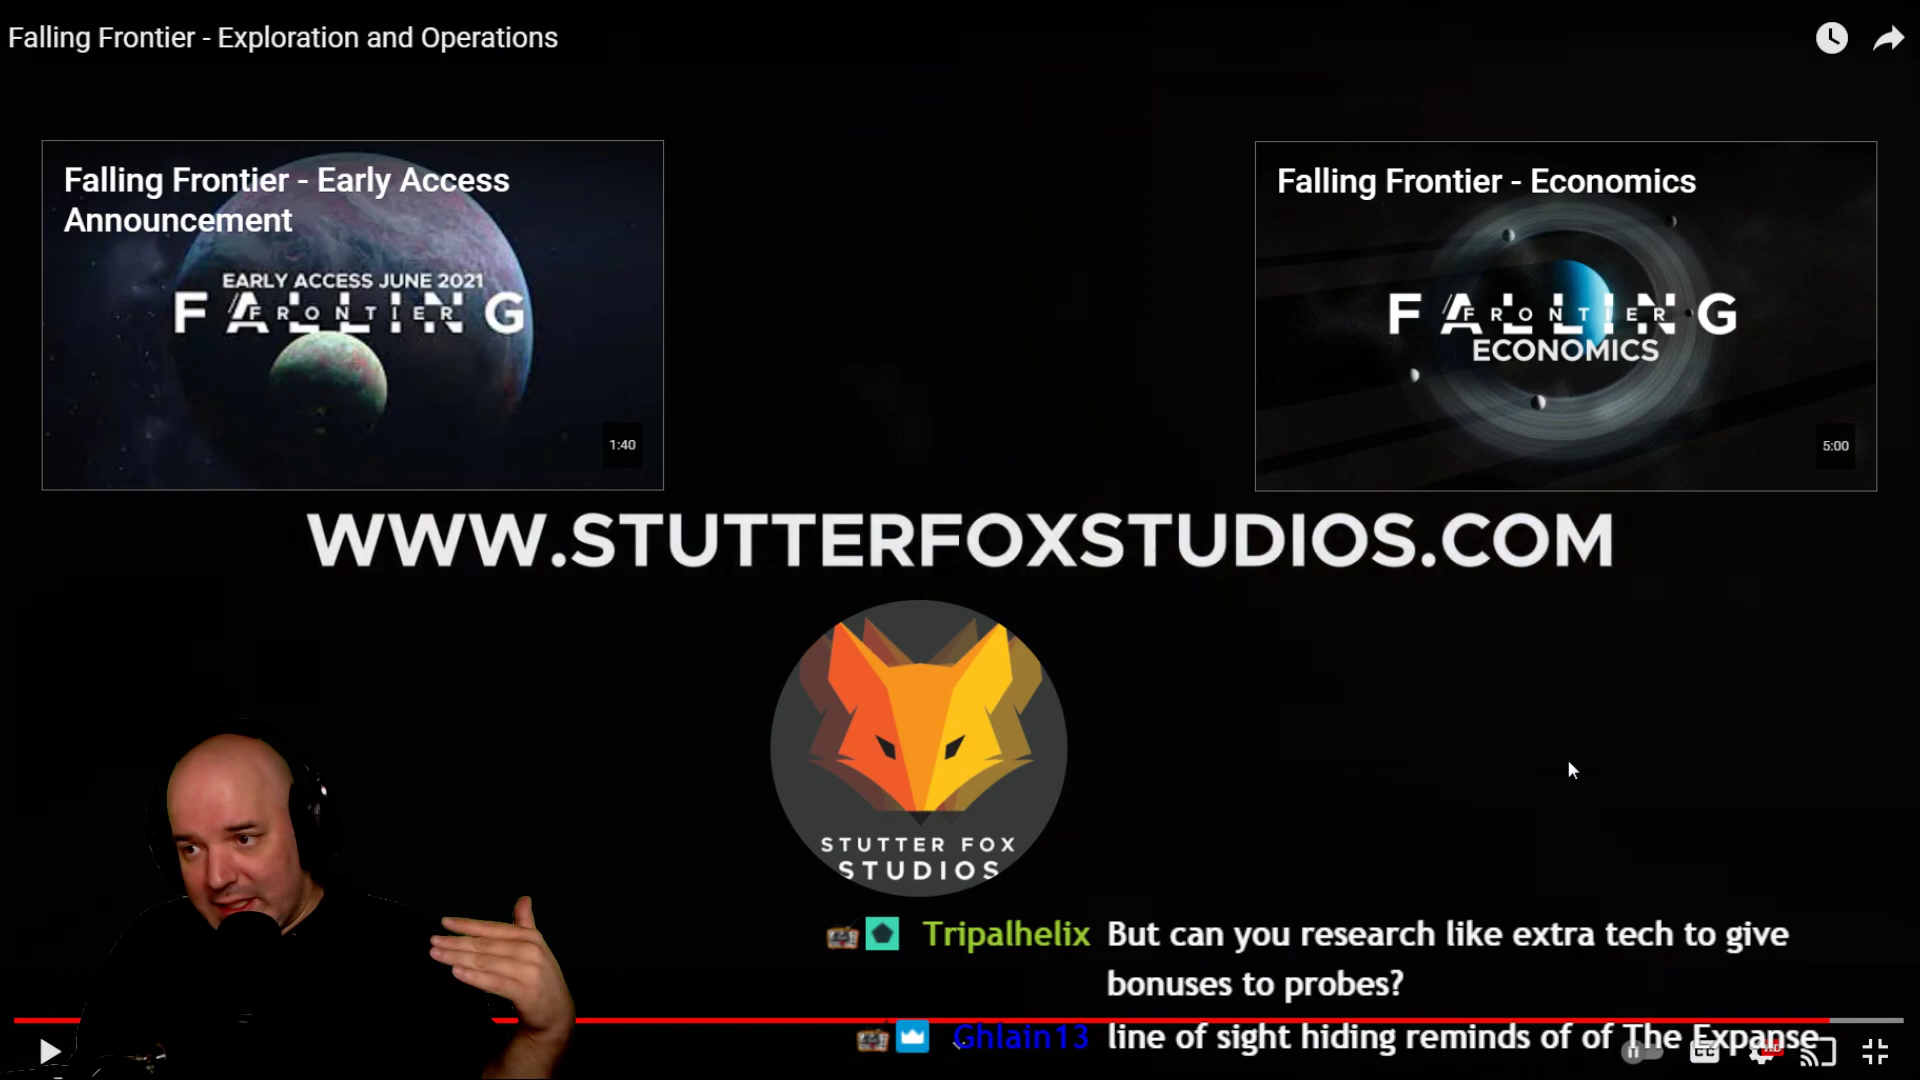 Falling Frontier - Exploration and Operations
Falling Frontier - Early Access
Announcement
EARLY ACCESS JUNE 2021
FALLING
FRONTIER
1:40
Falling Frontier - Economics
FALLING
FRONTIER
ECONOMICS
5:00
WWW.STUTTERFOXSTUDIOS.COM
STUTTER FOX
STUDIOS
Tripalhelix But can you research like extra tech to give
bonuses to probes?
Ghlain13 line of sight hiding reminds of of The Expanse
CC
HD